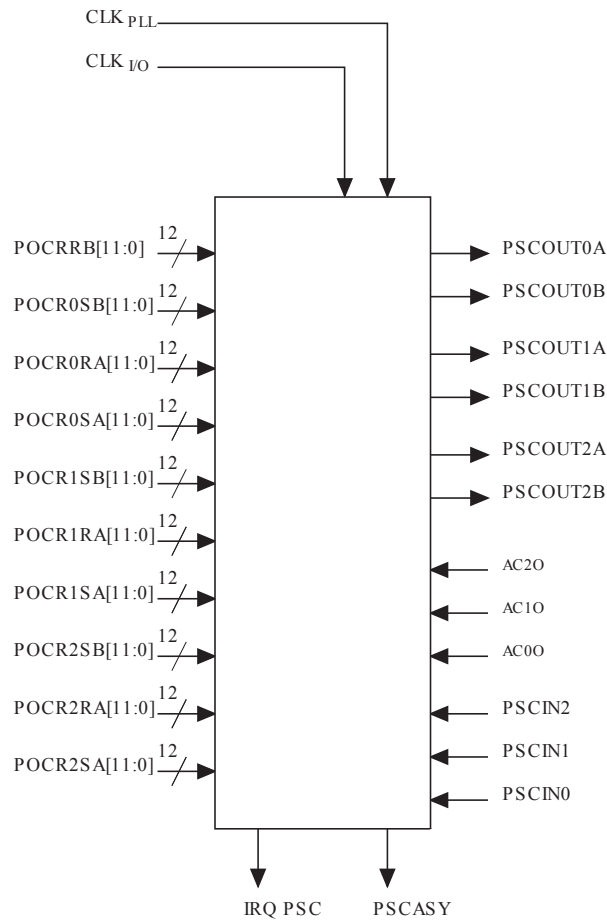 CLK PLL
CLK I/O
POCRRB[11:0] 12
POCR0SB[11:0] 12
POCR0RA[11:0] 12
POCR0SA[11:0] 12
POCR1SB[11:0] 12
POCR1RA[11:0] 12
POCR1SA[11:0] 12
POCR2SB[11:0] 12
POCR2RA[11:0] 12
POCR2SA[11:0] 12
PSCOUT0A
PSCOUT0B
PSCOUT1A
PSCOUT1B
PSCOUT2A
PSCOUT2B
AC2O
AC1O
AC0O
PSCIN2
PSCIN1
PSCIN0
IRQ PSC
PSCASY